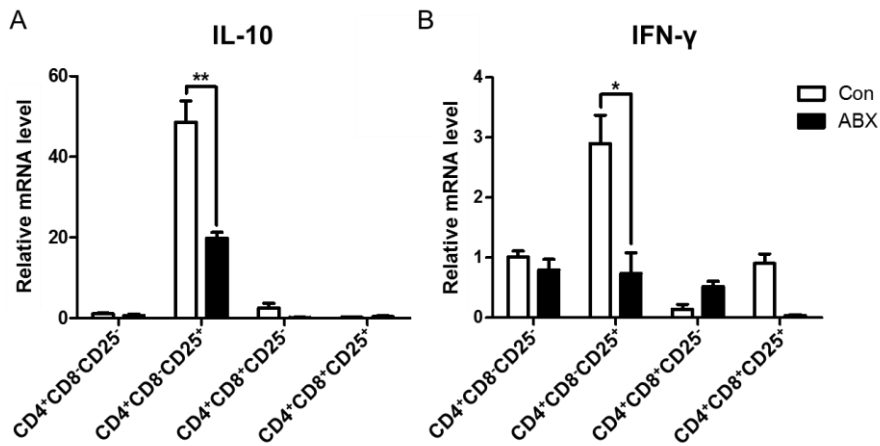 A
IL-10
Relative mRNA level
60
40
20
0
**
CD4⁺CD8⁻CD25⁻
CD4⁺CD8⁻CD25⁻
CD4⁺CD8⁺CD25⁻
CD4⁺CD8⁺CD25⁺
B
IFN-γ
Relative mRNA level
4
3
2
1
0
*
CD4⁺CD8⁻CD25⁻
CD4⁺CD8⁻CD25⁺
CD4⁺CD8⁺CD25⁻
CD4⁺CD8⁺CD25⁺
Con
ABX